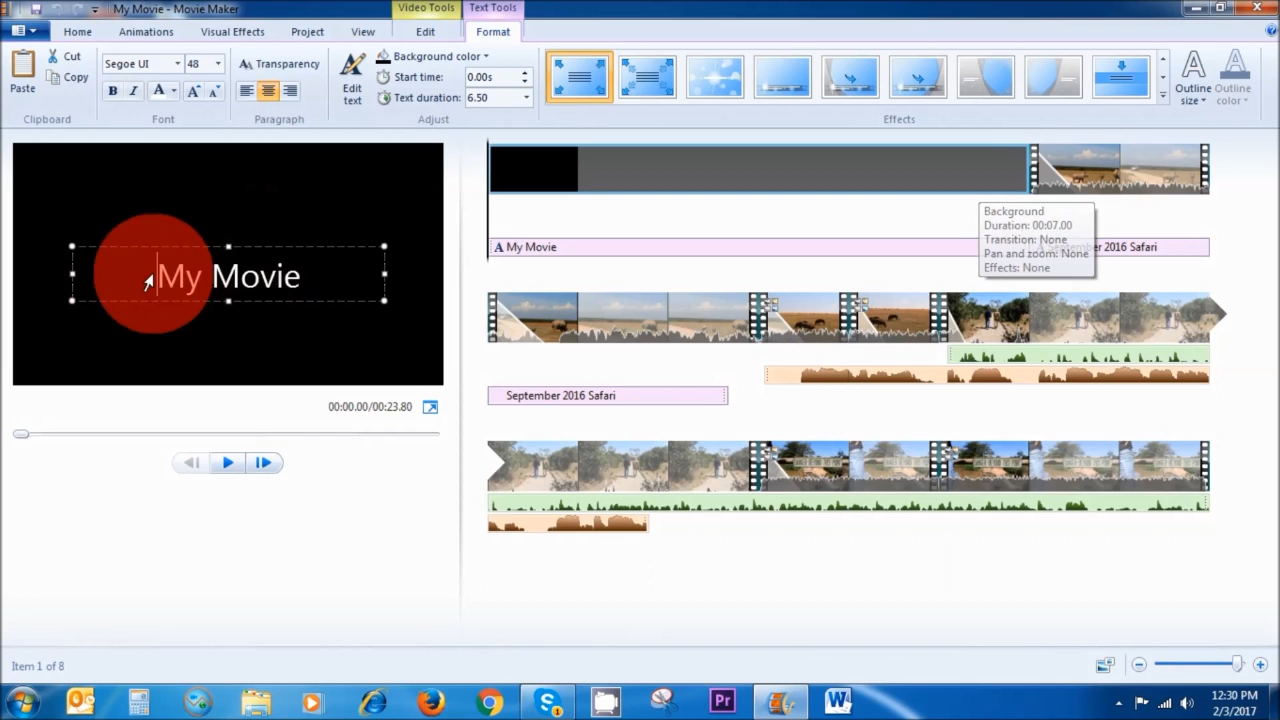 My Movie - Movie Maker
Video Tools
Text Tools
Home
Animations
Visual Effects
Project
View
Edit
Format
Paste
Cut
Copy
Clipboard
Segoe UI
48
B I A A A
Font
Transparency
Paragraph
Edit text
Background color
Start time: 0.00s
Text duration: 6.50
Adjust
Effects
Outline size
Outline color
My Movie
00:00.00/00:23.80
A My Movie
September 2016 Safari
Background
Duration: 00:07.00
Transition: None
Pan and zoom: None
Effects: None
September 2016 Safari
Item 1 of 8
Pr
W
12:30 PM
2/3/2017